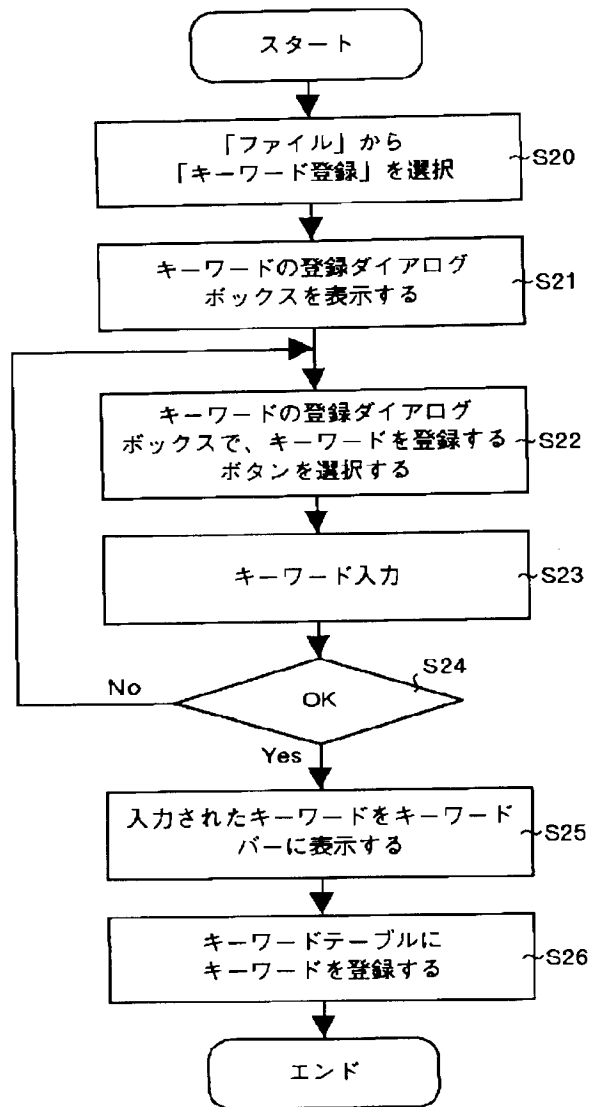 スタート
「ファイル」から
「キーワード登録」を選択
~S20
キーワードの登録ダイアログ
ボックスを表示する
~S21
キーワードの登録ダイアログ
ボックスで、キーワードを登録する
ボタンを選択する
~S22
キーワード入力
~S23
S24
No
OK
Yes
入力されたキーワードをキーワード
バーに表示する
~S25
キーワードテーブルに
キーワードを登録する
~S26
エンド